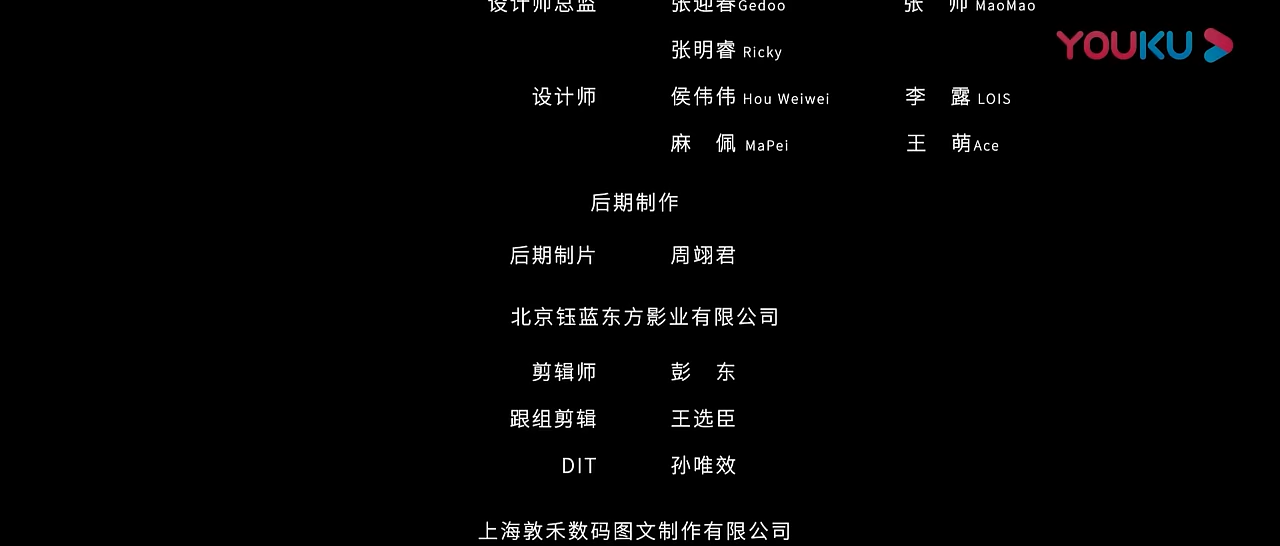 设计师总监 张迎春Gedoo 张 帅 MaoMao
YOUKU
张明睿 Ricky
设计师 侯伟伟 Hou Weiwei 李 露 LOIS
麻 佩 MaPei 王 萌Ace
后期制作
后期制片 周翊君
北京钰蓝东方影业有限公司
剪辑师 彭 东
跟组剪辑 王选臣
DIT 孙唯效
上海敦禾数码图文制作有限公司